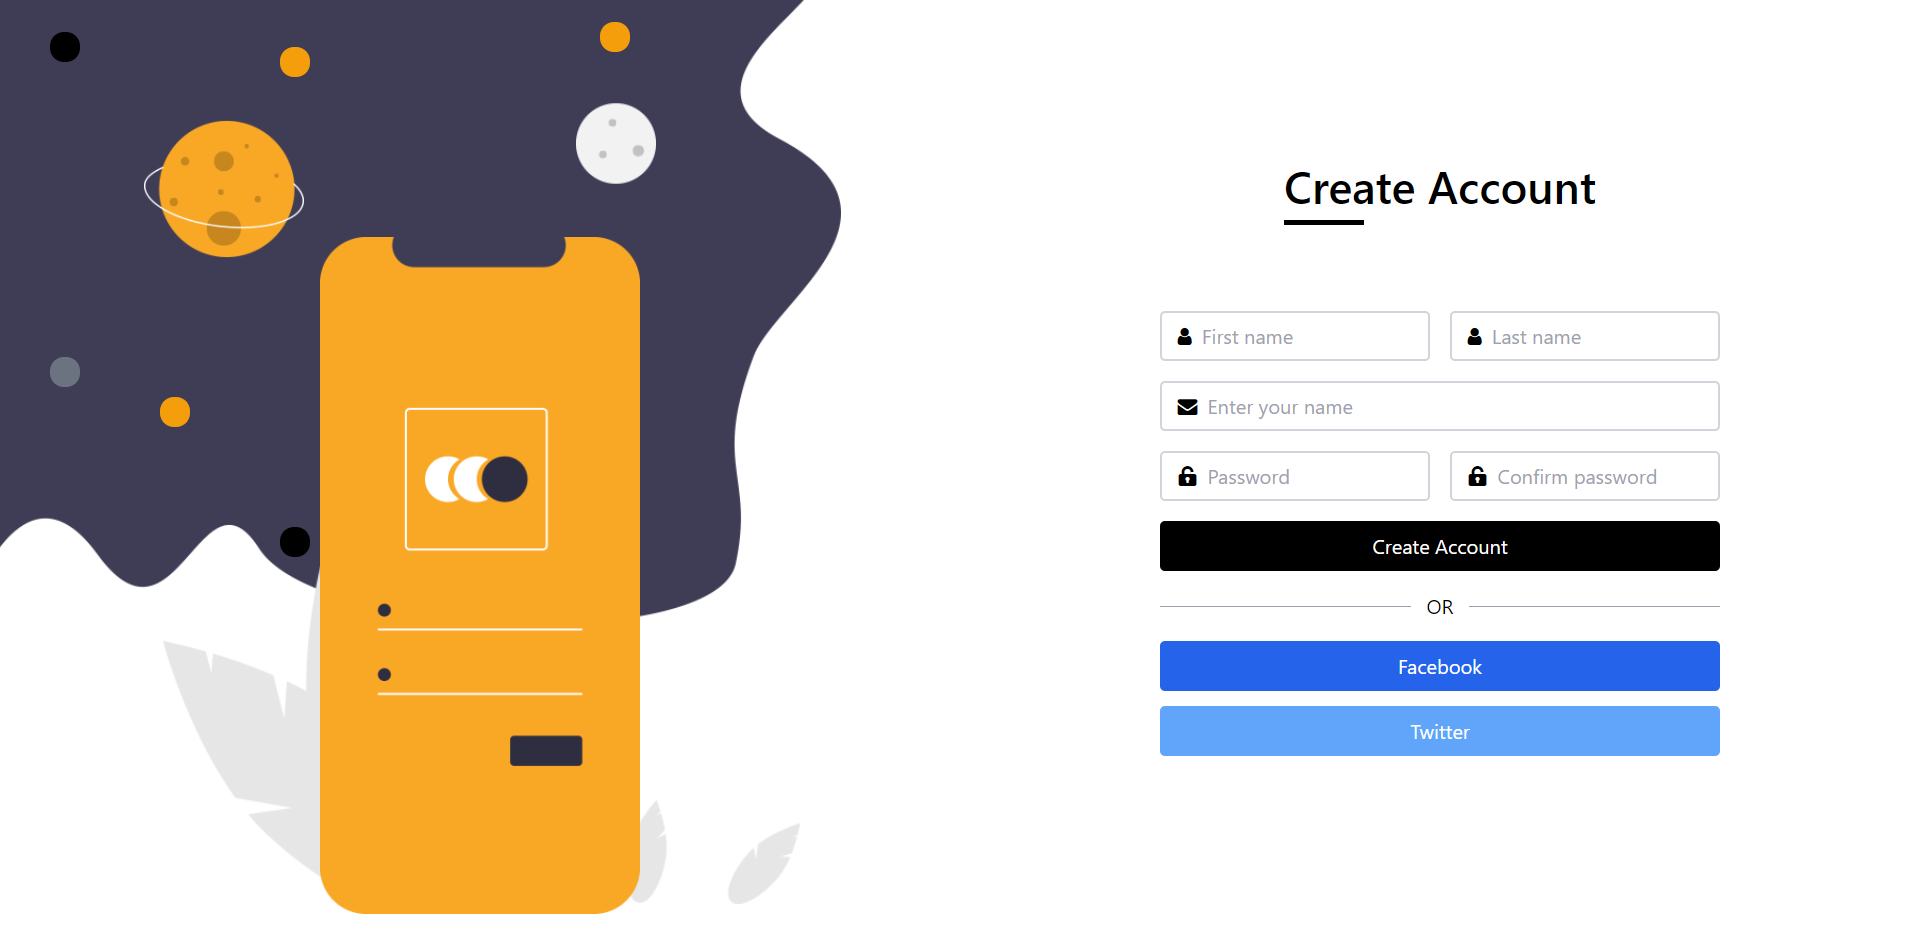 Create Account
First name
Last name
Enter your name
Password
Confirm password
Create Account
OR
Facebook
Twitter